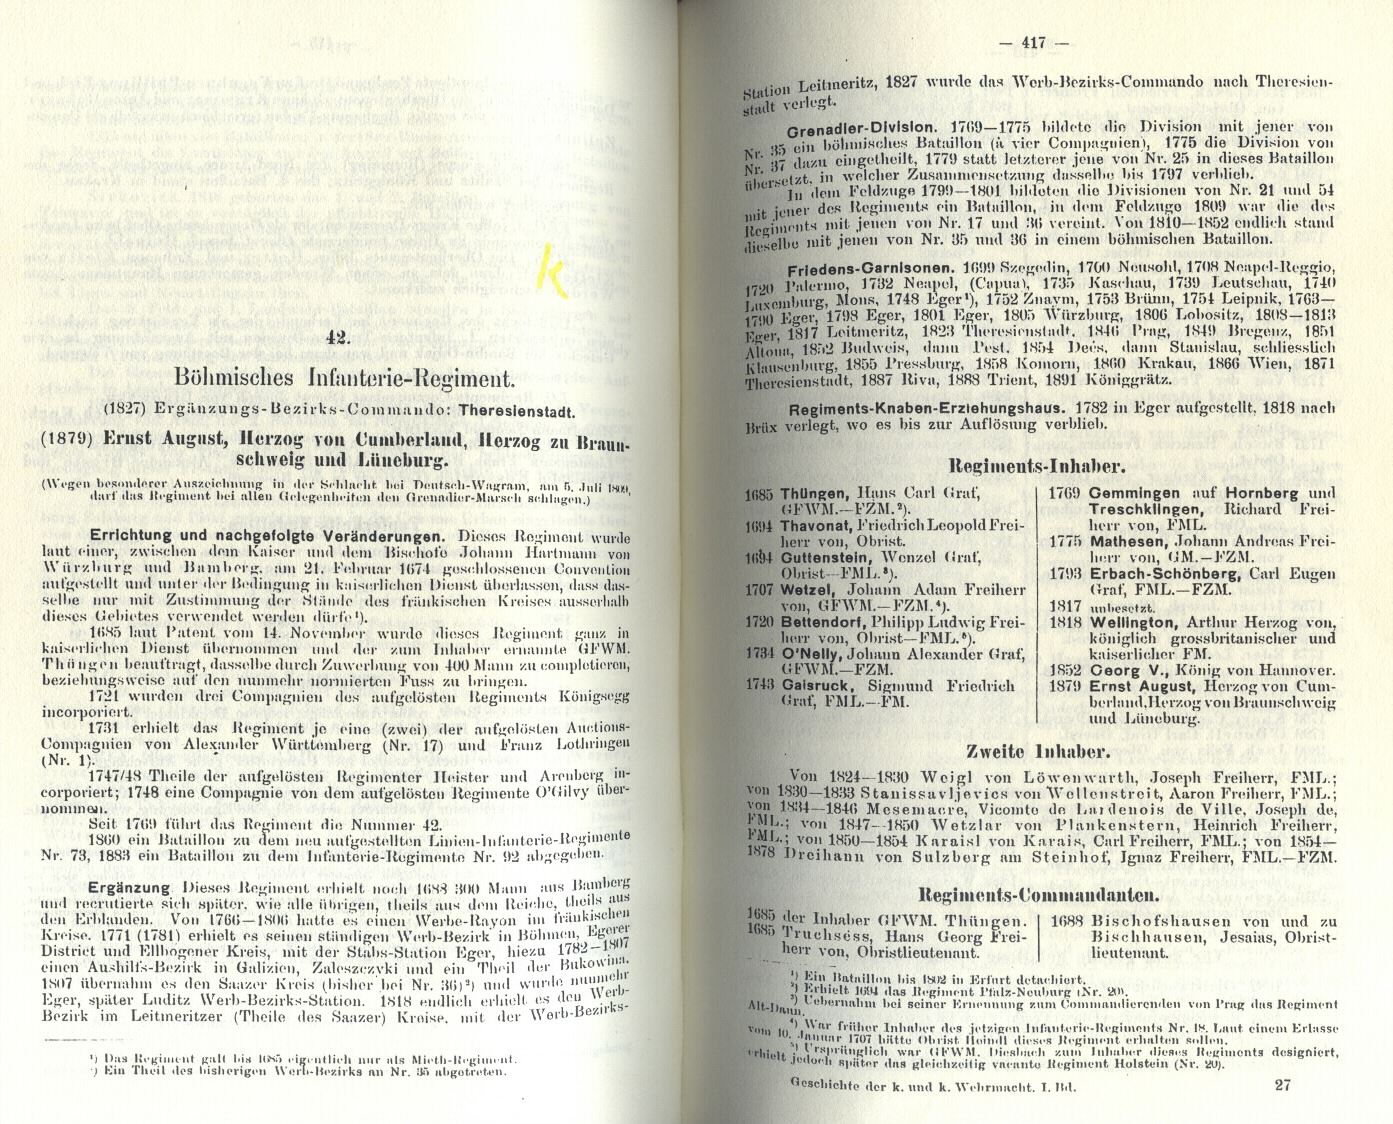 k
42.
Böhmisches Infanterie-Regiment.
(1827) Ergänzungs-Bezirks-Commando: Theresienstadt.
(1879) Ernst August, Herzog von Cumberland, Herzog zu Braun-
schweig und Lüneburg.
(Wegen besonderer Auszeichnung in der Schlacht bei Deutsch-Wagram, am 5. Juli 1809,
darf das Regiment bei allen Gelegenheiten den Grenadier-Marsch schlagen.)
Errichtung und nachgefolgte Veränderungen. Dieses Regiment wurde
laut einer, zwischen dem Kaiser und dem Bischofe Johann Hartmann von
Würzburg und Bamberg, am 21. Februar 1674 geschlossenen Convention
aufgestellt und unter der Bedingung in kaiserlichen Dienst überlassen, dass das-
selbe nur mit Zustimmung der Stände des fränkischen Kreises ausserhalb
dieses Gebietes verwendet werden dürfe¹).
1685 laut Patent vom 14. November wurde dieses Regiment ganz in
kaiserlichen Dienst übernommen und der zum Inhaber ernannte GFWM.
Thüngen beauftragt, dasselbe durch Zuwerbung von 400 Mann zu completieren,
beziehungsweise auf den nunmehr normierten Fuss zu bringen.
1721 wurden drei Compagnien des aufgelösten Regiments Königsegg
incorporiert.
1731 erhielt das Regiment je eine (zwei) der aufgelösten Auctions-
Compagnien von Alexander Württemberg (Nr. 17) und Franz Lothringen
(Nr. 1).
1747/48 Theile der aufgelösten Regimenter Heister und Arenberg in-
corporiert; 1748 eine Compagnie von dem aufgelösten Regimente O'Gilvy über-
nommen.
Seit 1769 führt das Regiment die Nummer 42.
1860 ein Bataillon zu dem neu aufgestellten Linien-Infanterie-Regimente
Nr. 73, 1883 ein Bataillon zu dem Infanterie-Regimente Nr. 92 abgegeben.
Ergänzung Dieses Regiment erhielt noch 1688 300 Mann aus Bamberg
und recrutierte sich später, wie alle übrigen, theils aus dem Reiche, theils aus
den Erblanden. Von 1766—1806 hatte es einen Werbe-Rayon im fränkischen
Kreise. 1771 (1781) erhielt es seinen ständigen Werb-Bezirk in Böhmen, Egerer
District und Ellbogener Kreis, mit der Stabs-Station Eger, hiezu 1782—1807
einen Aushilfs-Bezirk in Galizien, Zaleszczyki und ein Theil der Bukowina.
1807 übernahm es den Saazer Kreis (bisher bei Nr. 36)²) und wurde nunmehr
Eger, später Luditz Werb-Bezirks-Station. 1818 endlich erhielt es den Werb-
Bezirk im Leitmeritzer (Theile des Saazer) Kreise, mit der Werb-Bezirks-
¹) Das Regiment galt bis 1685 eigentlich nur als Mieth-Regiment.
²) Ein Theil des bisherigen Werb-Bezirks an Nr. 35 abgetreten.
— 417 —
Station Leitmeritz, 1827 wurde das Werb-Bezirks-Commando nach Theresien-
stadt verlegt.
Grenadier-Division. 1769—1775 bildete die Division mit jener von
Nr. 35 ein böhmisches Bataillon (à vier Compagnien), 1775 die Division von
Nr. 37 dazu eingetheilt, 1779 statt letzterer jene von Nr. 25 in dieses Bataillon
übersetzt, in welcher Zusammensetzung dasselbe bis 1797 verblieb.
In dem Feldzuge 1799—1801 bildeten die Divisionen von Nr. 21 und 54
mit jener des Regiments ein Bataillon, in dem Feldzuge 1809 war die des
Regiments mit jenen von Nr. 17 und 36 vereint. Von 1810—1852 endlich stand
dieselbe mit jenen von Nr. 35 und 36 in einem böhmischen Bataillon.
Friedens-Garnisonen. 1699 Szegedin, 1700 Neusohl, 1708 Neapel-Reggio,
1720 Palermo, 1732 Neapel, (Capua), 1735 Kaschau, 1739 Leutschau, 1740
Luxemburg, Mons, 1748 Eger¹), 1752 Znaym, 1753 Brünn, 1754 Leipnik, 1763—
1790 Eger, 1798 Eger, 1801 Eger, 1805 Würzburg, 1806 Lobositz, 1808—1813
Eger, 1817 Leitmeritz, 1823 Theresienstadt, 1846 Prag, 1849 Bregenz, 1851
Altona, 1852 Budweis, dann Pest, 1854 Deés, dann Stanislau, schliesslich
Klausenburg, 1855 Pressburg, 1858 Komorn, 1860 Krakau, 1866 Wien, 1871
Theresienstadt, 1887 Riva, 1888 Trient, 1891 Königgrätz.
Regiments-Knaben-Erziehungshaus. 1782 in Eger aufgestellt, 1818 nach
Brüx verlegt, wo es bis zur Auflösung verblieb.
Regiments-Inhaber.
1685 Thüngen, Hans Carl Graf,
GFWM.—FZM.²).
1694 Thavonat, Friedrich Leopold Frei-
herr von, Obrist.
1694 Guttenstein, Wenzel Graf,
Obrist—FML.³).
1707 Wetzel, Johann Adam Freiherr
von, GFWM.—FZM.⁴).
1720 Bettendorf, Philipp Ludwig Frei-
herr von, Obrist—FML.⁵).
1734 O'Nelly, Johann Alexander Graf,
GFWM.—FZM.
1743 Gaisruck, Sigmund Friedrich
Graf, FML.—FM.
1769 Gemmingen auf Hornberg und
Treschklingen, Richard Frei-
herr von, FML.
1775 Mathesen, Johann Andreas Frei-
herr von, GM.—FZM.
1793 Erbach-Schönberg, Carl Eugen
Graf, FML.—FZM.
1817 unbesetzt.
1818 Wellington, Arthur Herzog von,
königlich grossbritanischer und
kaiserlicher FM.
1852 Georg V., König von Hannover.
1879 Ernst August, Herzog von Cum-
berland, Herzog von Braunschweig
und Lüneburg.
Zweite Inhaber.
Von 1824—1830 Weigl von Löwenwarth, Joseph Freiherr, FML.;
von 1830—1833 Stanissavljevics von Wellenstreit, Aaron Freiherr, FML.;
von 1834—1846 Mesemacre, Vicomte de Lardenois de Ville, Joseph de,
FML.; von 1847—1850 Wetzlar von Plankenstern, Heinrich Freiherr,
FML.; von 1850—1854 Karaisl von Karais, Carl Freiherr, FML.; von 1854—
1878 Dreihann von Sulzberg am Steinhof, Ignaz Freiherr, FML.—FZM.
Regiments-Commandanten.
1685 der Inhaber GFWM. Thüngen.
1685 Truchsess, Hans Georg Frei-
herr von, Obristlieutenant.
1688 Bischofshausen von und zu
Bischhausen, Jesaias, Obrist-
lieutenant.
¹) Ein Bataillon bis 1802 in Erfurt detachiert.
²) Erhielt 1694 das Regiment Pfalz-Neuburg (Nr. 20).
³) Uebernahm bei seiner Ernennung zum Commandierenden von Prag das Regiment
Alt-Daun.
⁴) War früher Inhaber des jetzigen Infanterie-Regiments Nr. 18. Laut einem Erlasse
vom 10. Januar 1707 hätte Obrist Heindl dieses Regiment erhalten sollen.
⁵) Ursprünglich war GFWM. Diesbach zum Inhaber dieses Regiments designiert,
erhielt jedoch später das gleichzeitig vacante Regiment Holstein (Nr. 20).
Geschichte der k. und k. Wehrmacht. I. Bd.
27